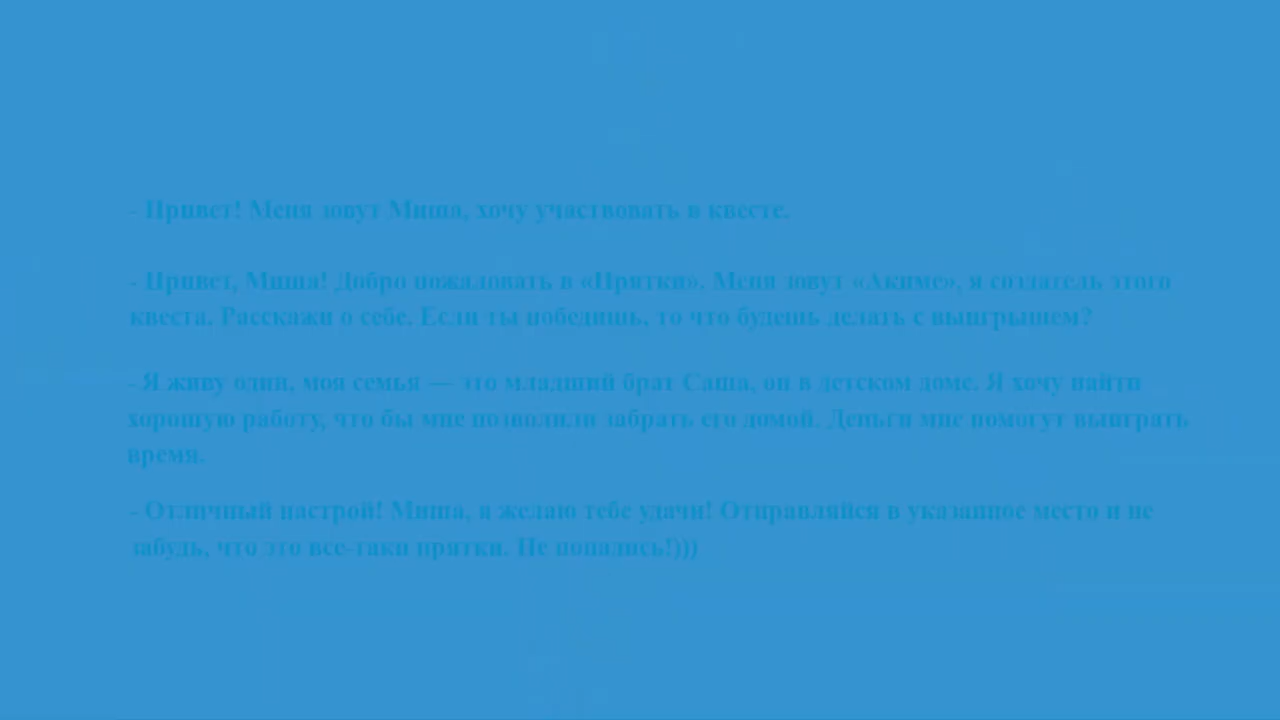 - Привет! Меня зовут Миша, хочу участвовать в квесте.
- Привет, Миша! Добро пожаловать в «Прятки». Меня зовут «Акиме», я создатель этого
квеста. Расскажи о себе. Если ты победишь, то что будешь делать с выигрышем?
- Я живу один, моя семья — это младший брат Саша, он в детском доме. Я хочу найти
хорошую работу, что бы мне позволили забрать его домой. Деньги мне помогут выиграть
время.
- Отличный настрой! Миша, я желаю тебе удачи! Отправляйся в указанное место и не
забудь, что это все-таки прятки. Не попадись!)))